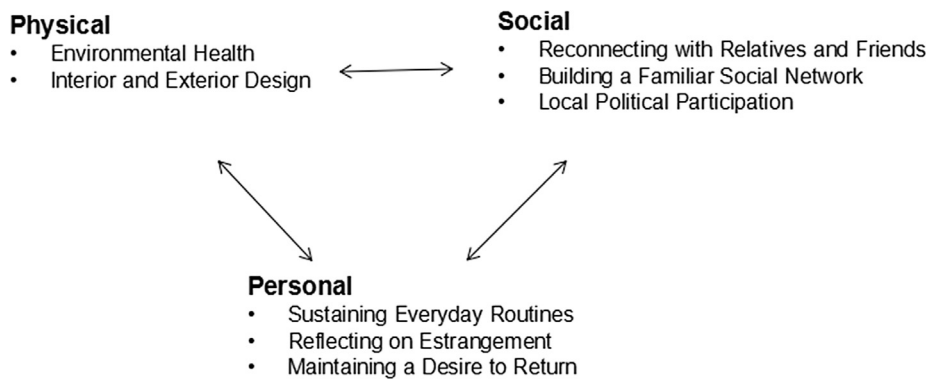 Physical
• Environmental Health
• Interior and Exterior Design
Social
• Reconnecting with Relatives and Friends
• Building a Familiar Social Network
• Local Political Participation
Personal
• Sustaining Everyday Routines
• Reflecting on Estrangement
• Maintaining a Desire to Return